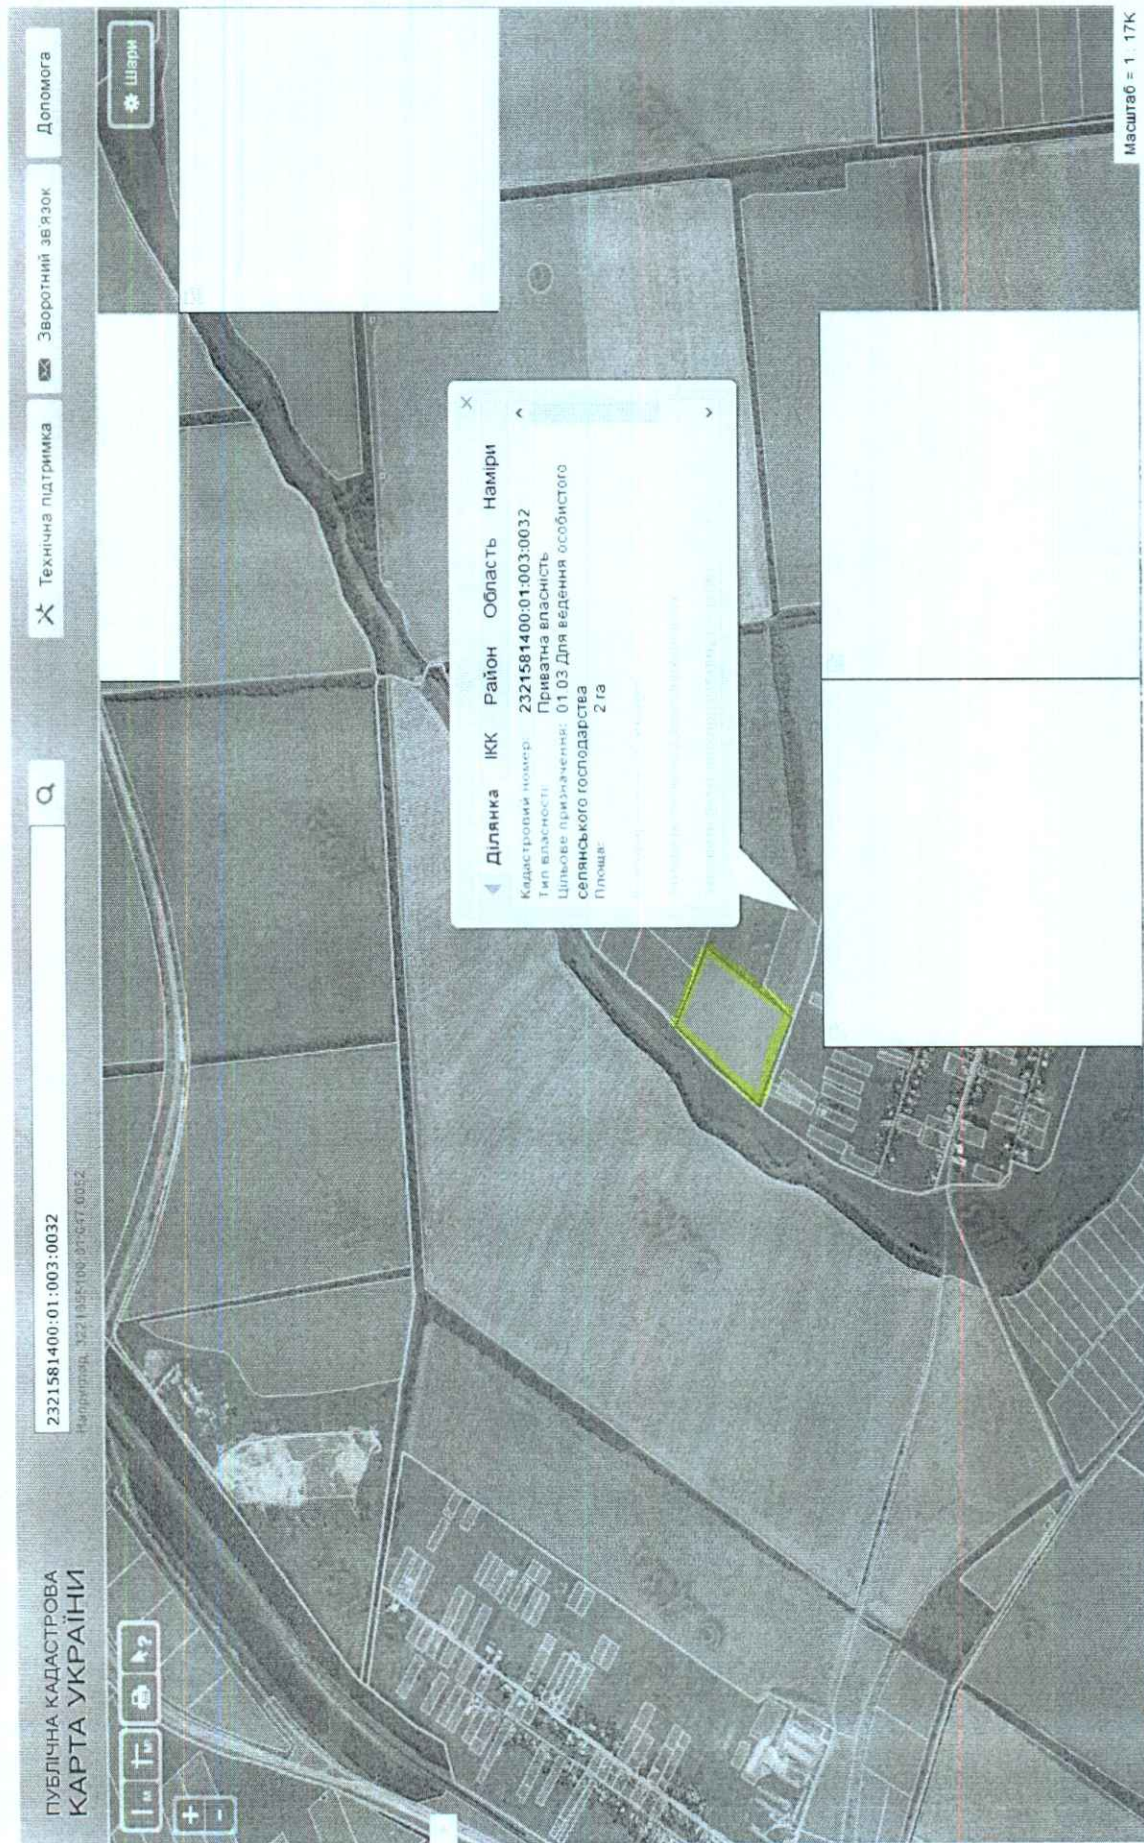 ПУБЛІЧНА КАДАСТРОВА
КАРТА УКРАЇНИ
2321581400:01:003:0032
Технічна підтримка
Зворотний зв'язок
Допомога
Шари
Ділянка ІКК Район Область Наміри
Кадастровий номер: 2321581400:01:003:0032
Тип власності: Приватна власність
Цільове призначення: 01.03 Для ведення особистого
селянського господарства
Площа: 2 га
Масштаб = 1 : 17K